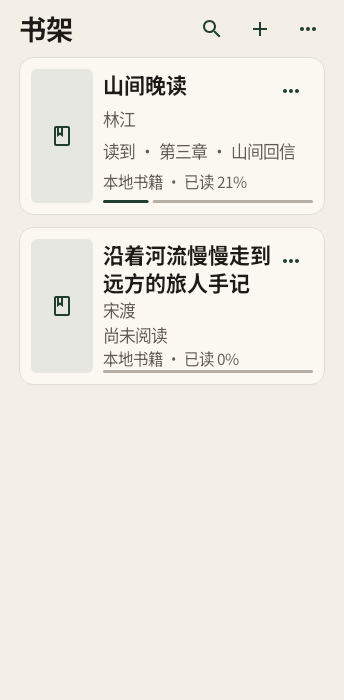 书架
山间晚读
林江
读到 · 第三章 · 山间回信
本地书籍 · 已读 21%
沿着河流慢慢走到
远方的旅人手记
宋渡
尚未阅读
本地书籍 · 已读 0%